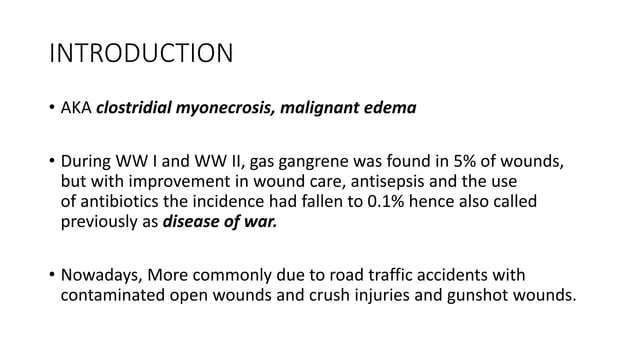 INTRODUCTION
• AKA clostridial myonecrosis, malignant edema
• During WW I and WW II, gas gangrene was found in 5% of wounds,
but with improvement in wound care, antisepsis and the use
of antibiotics the incidence had fallen to 0.1% hence also called
previously as disease of war.
• Nowadays, More commonly due to road traffic accidents with
contaminated open wounds and crush injuries and gunshot wounds.